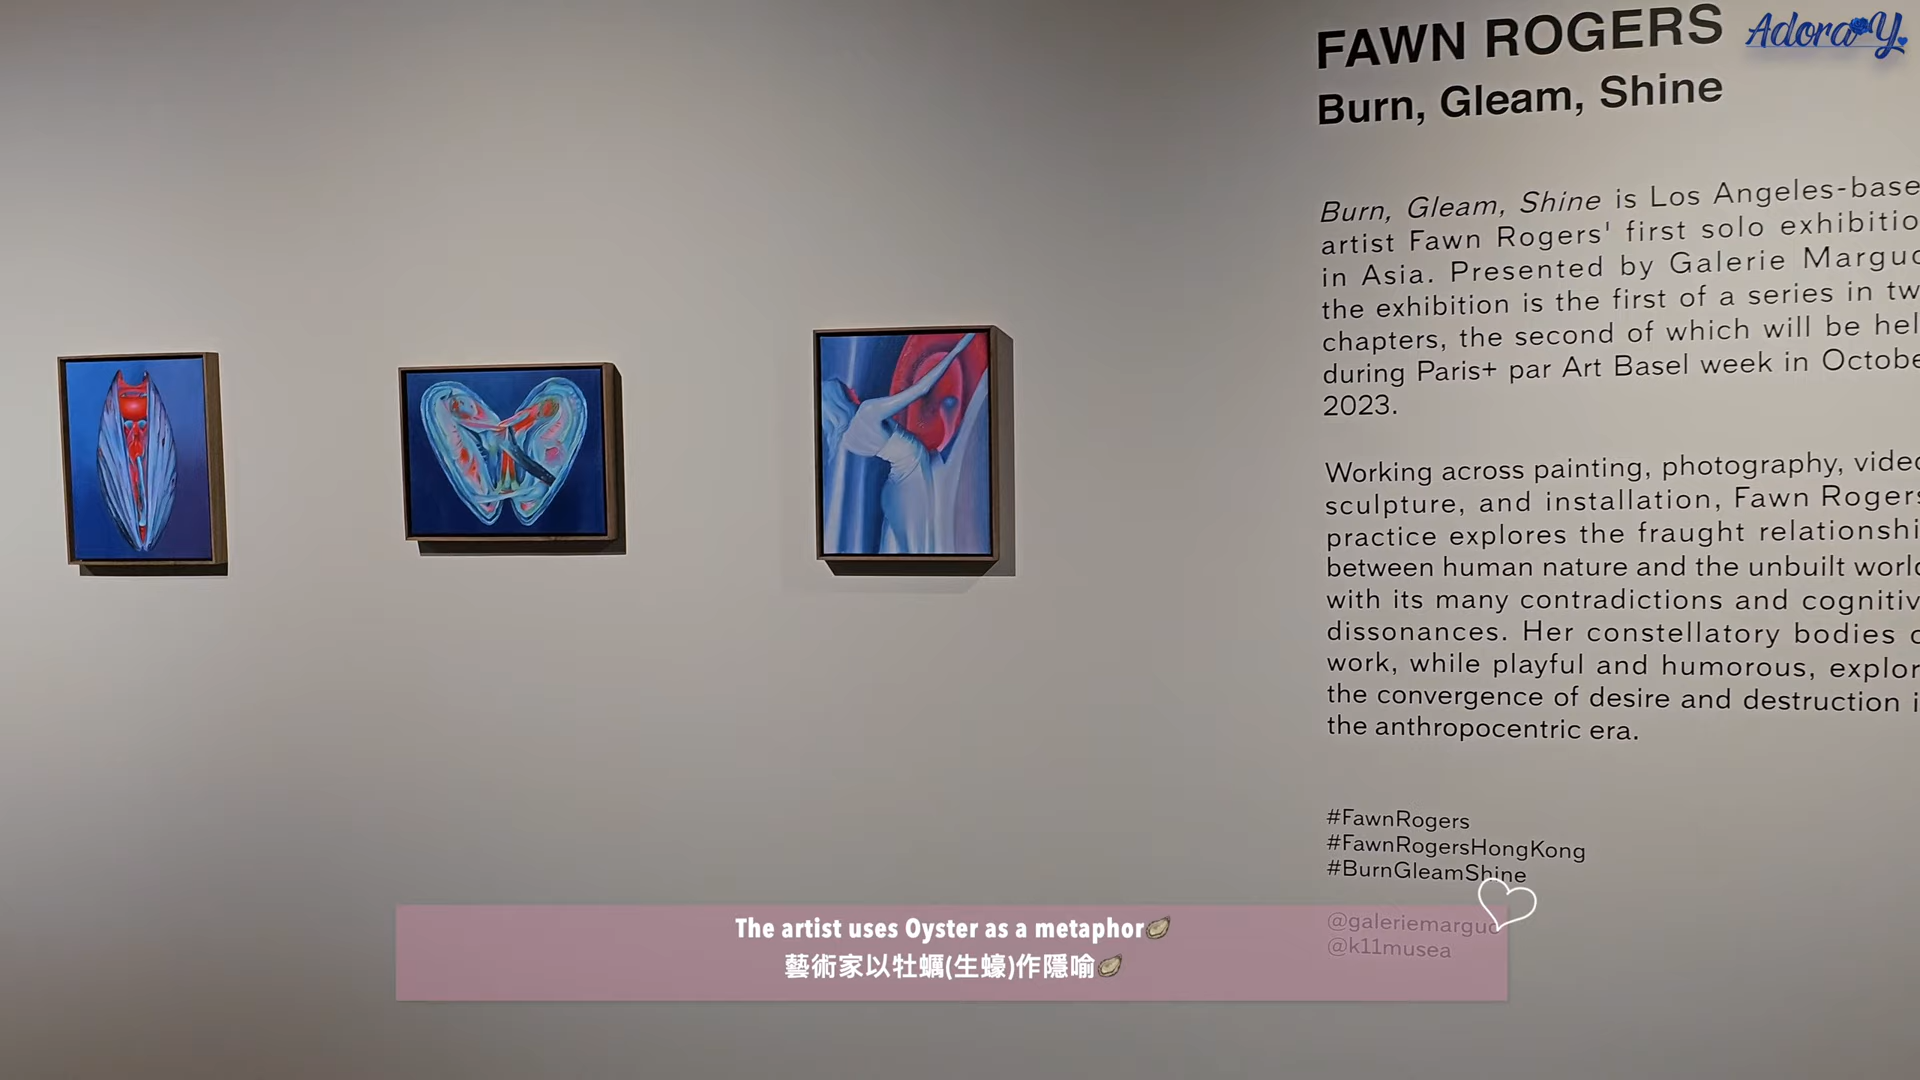 FAWN ROGERS
Burn, Gleam, Shine
AdoraY.
Burn, Gleam, Shine is Los Angeles-base
artist Fawn Rogers' first solo exhibitio
in Asia. Presented by Galerie Marguo
the exhibition is the first of a series in tw
chapters, the second of which will be hel
during Paris+ par Art Basel week in Octobe
2023.
Working across painting, photography, video
sculpture, and installation, Fawn Rogers
practice explores the fraught relationshi
between human nature and the unbuilt world
with its many contradictions and cognitiv
dissonances. Her constellatory bodies o
work, while playful and humorous, explor
the convergence of desire and destruction i
the anthropocentric era.
#FawnRogers
#FawnRogersHongKong
#BurnGleamShine
@galeriemarguo
@k11musea
The artist uses Oyster as a metaphor
藝術家以牡蠣(生蠔)作隱喻